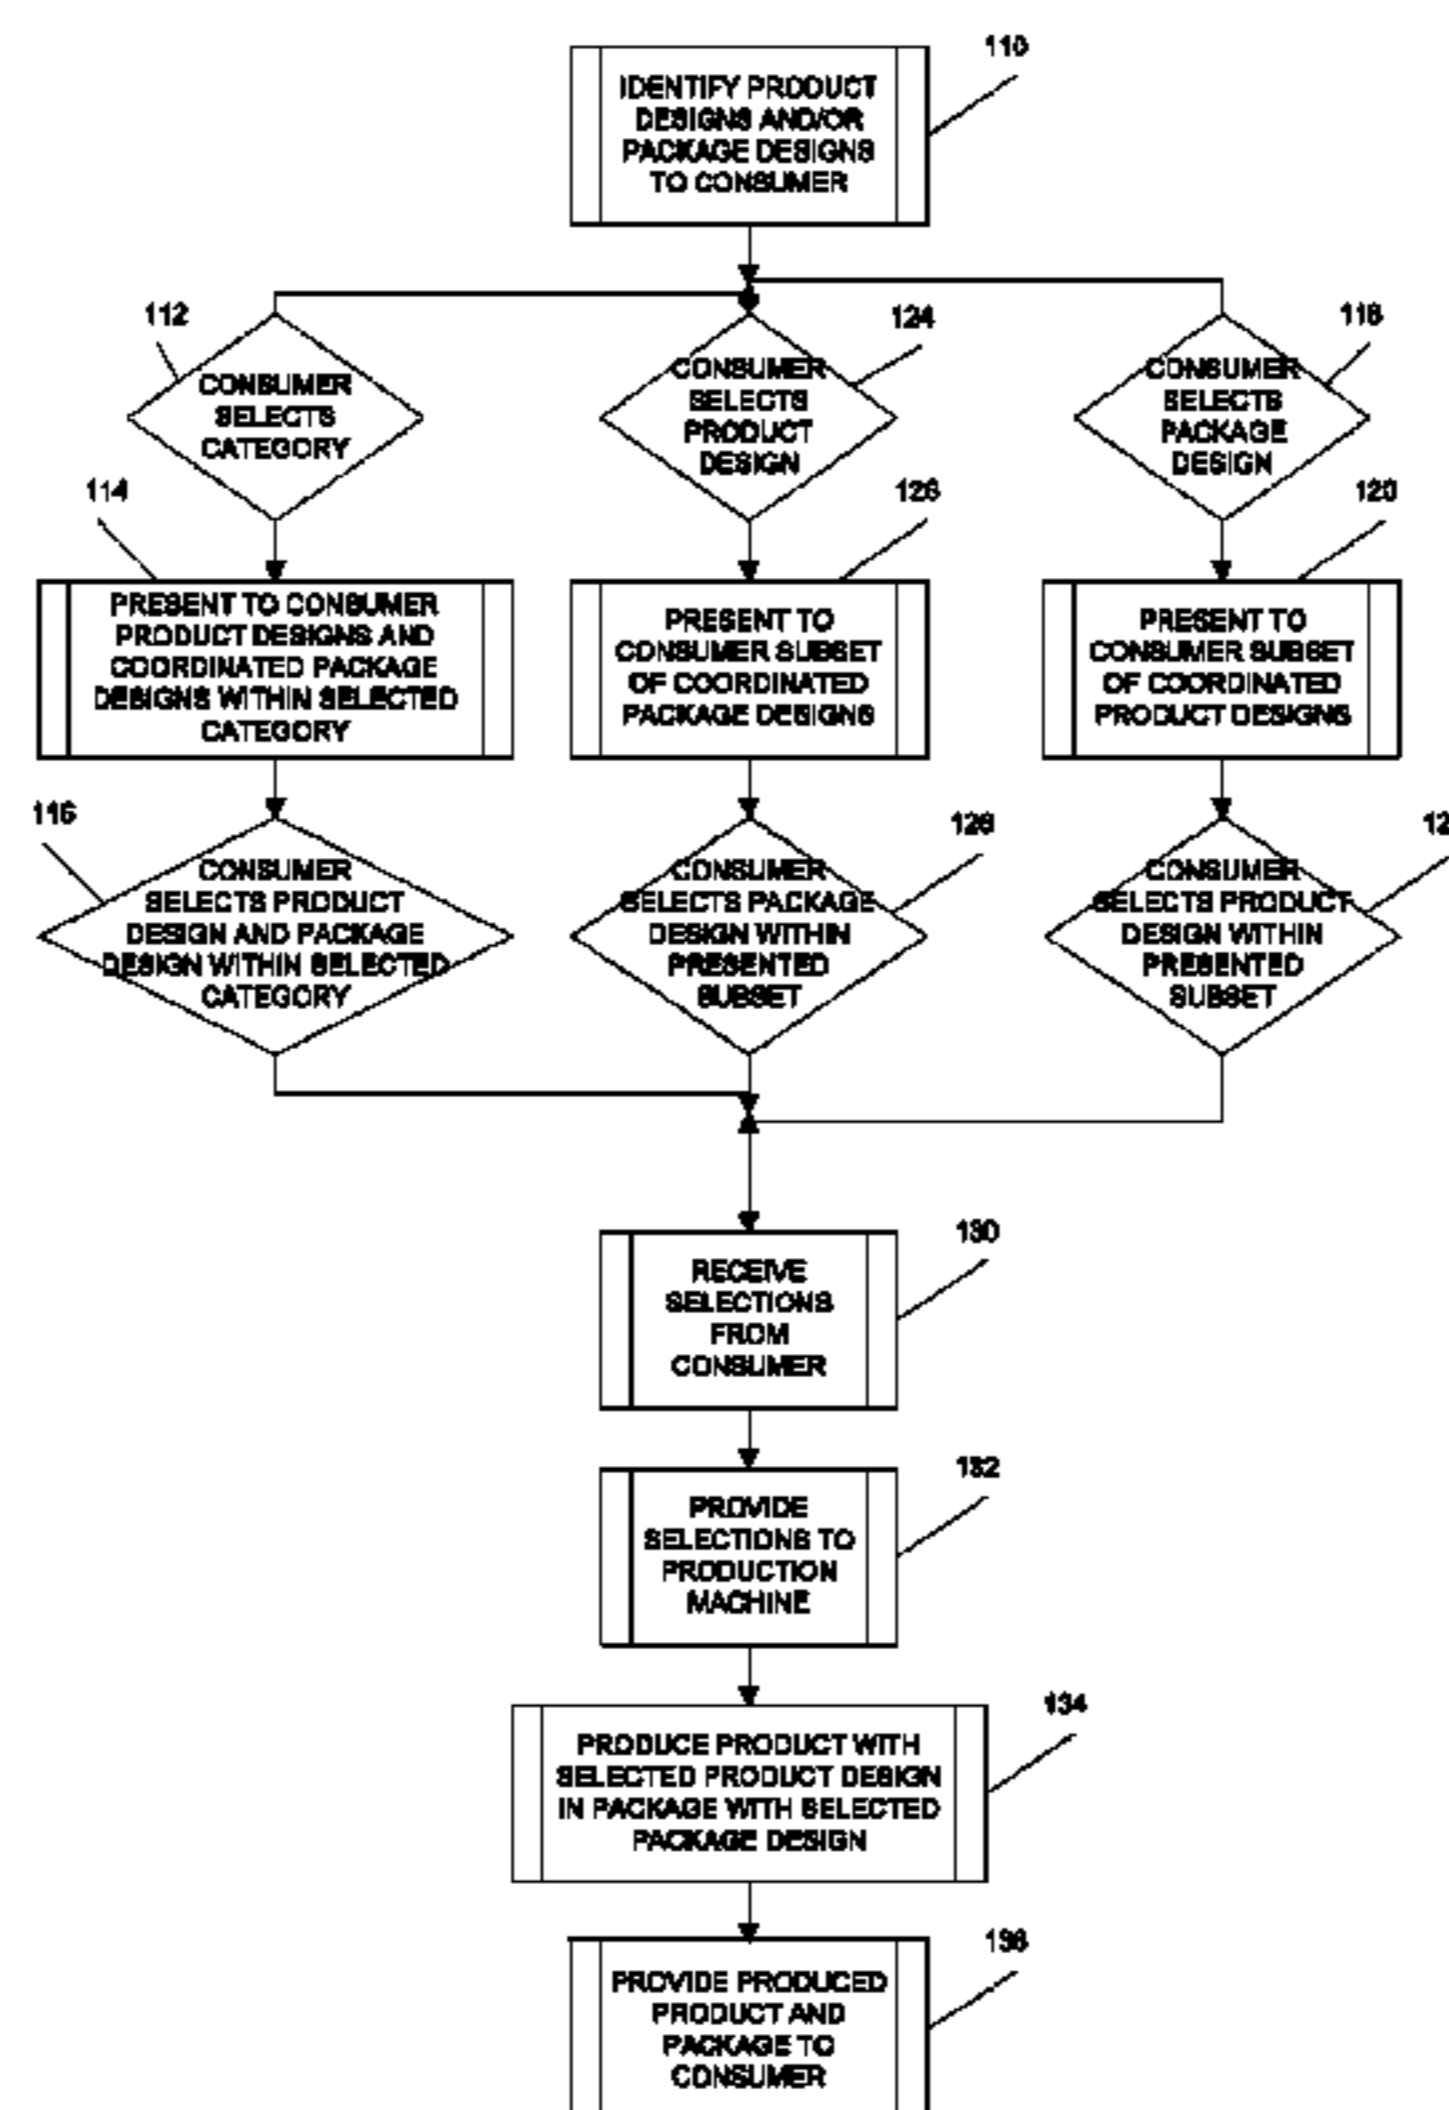 110
IDENTIFY PRODUCT
DESIGNS AND/OR
PACKAGE DESIGNS
TO CONSUMER
112
CONSUMER
SELECTS
CATEGORY
124
CONSUMER
SELECTS
PRODUCT
DESIGN
118
CONSUMER
SELECTS
PACKAGE
DESIGN
114
PRESENT TO CONSUMER
PRODUCT DESIGNS AND
COORDINATED PACKAGE
DESIGNS WITHIN SELECTED
CATEGORY
126
PRESENT TO
CONSUMER SUBSET
OF COORDINATED
PACKAGE DESIGNS
120
PRESENT TO
CONSUMER SUBSET
OF COORDINATED
PRODUCT DESIGNS
116
CONSUMER
SELECTS PRODUCT
DESIGN AND PACKAGE
DESIGN WITHIN SELECTED
CATEGORY
128
CONSUMER
SELECTS PACKAGE
DESIGN WITHIN
PRESENTED
SUBSET
CONSUMER
SELECTS PRODUCT
DESIGN WITHIN
PRESENTED
SUBSET
130
RECEIVE
SELECTIONS
FROM
CONSUMER
132
PROVIDE
SELECTIONS TO
PRODUCTION
MACHINE
134
PRODUCE PRODUCT WITH
SELECTED PRODUCT DESIGN
IN PACKAGE WITH SELECTED
PACKAGE DESIGN
136
PROVIDE PRODUCED
PRODUCT AND
PACKAGE TO
CONSUMER